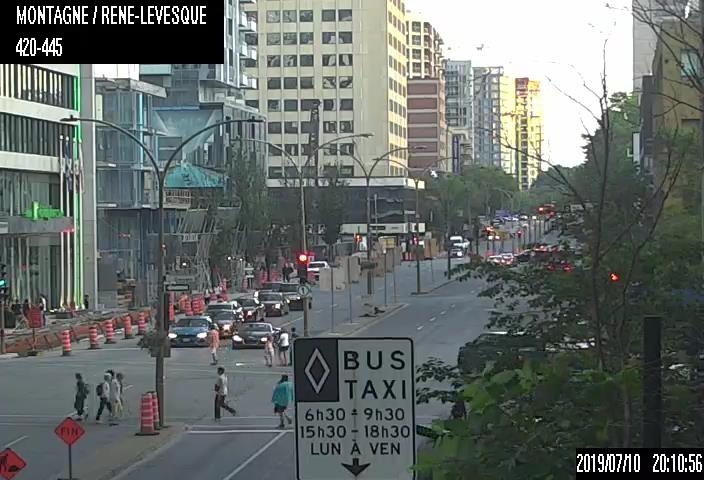 MONTAGNE / RENE-LEVESQUE
420-445
BUS
TAXI
6h30 - 9h30
15h30 - 18h30
LUN À VEN
FIN
2019/07/10 20:10:56